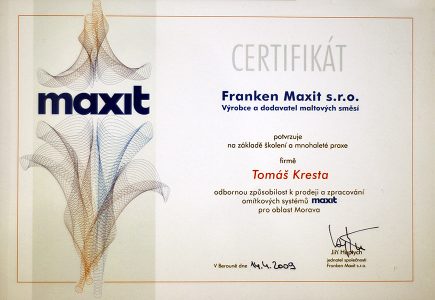 maxit
CERTIFIKÁT
Franken Maxit s.r.o.
Výrobce a dodavatel maltových směsí
potvrzuje
na základě školení a mnohaleté praxe
firmě
Tomáš Kresta
odbornou způsobilost k prodeji a zpracování
omítkových systémů maxit
pro oblast Morava
Jiří
jednatel společnosti
Franken Maxit s.r.o.
V Berouně dne 14.4.2009